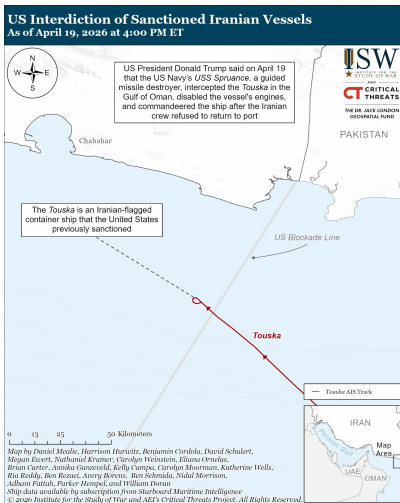 US Interdiction of Sanctioned Iranian Vessels
As of April 19, 2026 at 4:00 PM ET
N
W
E
S
US President Donald Trump said on April 19
that the US Navy's USS Spruance, a guided
missile destroyer, intercepted the Touska in the
Gulf of Oman, disabled the vessel's engines,
and commandeered the ship after the Iranian
crew refused to return to port
ISW
INSTITUTE FOR THE
STUDY OF WAR
AND
CT CRITICAL
THREATS
THE DR. JACK LONDON
GEOSPATIAL FUND
PAKISTAN
Chabahar
The Touska is an Iranian-flagged
container ship that the United States
previously sanctioned
US Blockade Line
Touska
Touska AIS Track
0 13 25 50 Kilometers
IRAN
Map
Area
Persian Gulf
UAE
OMAN
Map by Daniel Mealie, Harrison Hurwitz, Benjamin Cordola, David Schulert,
Megan Ewert, Nathaniel Kramer, Carolyn Weinstein, Eliana Ornelas,
Brian Carter, Annika Ganzeveld, Kelly Campa, Carolyn Moorman, Katherine Wells,
Ria Reddy, Ben Rezaei, Avery Borens, Ben Schmida, Nidal Morrison,
Adham Fattah, Parker Hempel, and William Doran
Ship data available by subscription from Starboard Maritime Intelligence
© 2026 Institute for the Study of War and AEI's Critical Threats Project. All Rights Reserved.